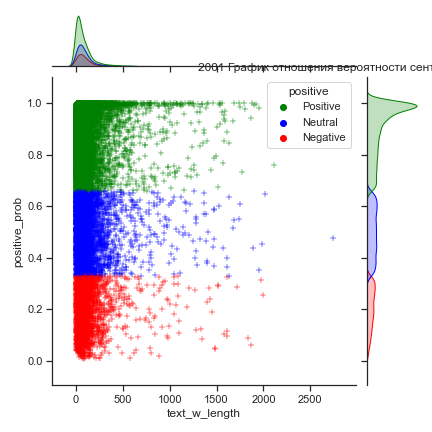 2001 График отношения вероятности сент
positive
Positive
Neutral
Negative
1.0
0.8
0.6
0.4
0.2
0.0
positive_prob
0
500
1000
1500
2000
2500
text_w_length